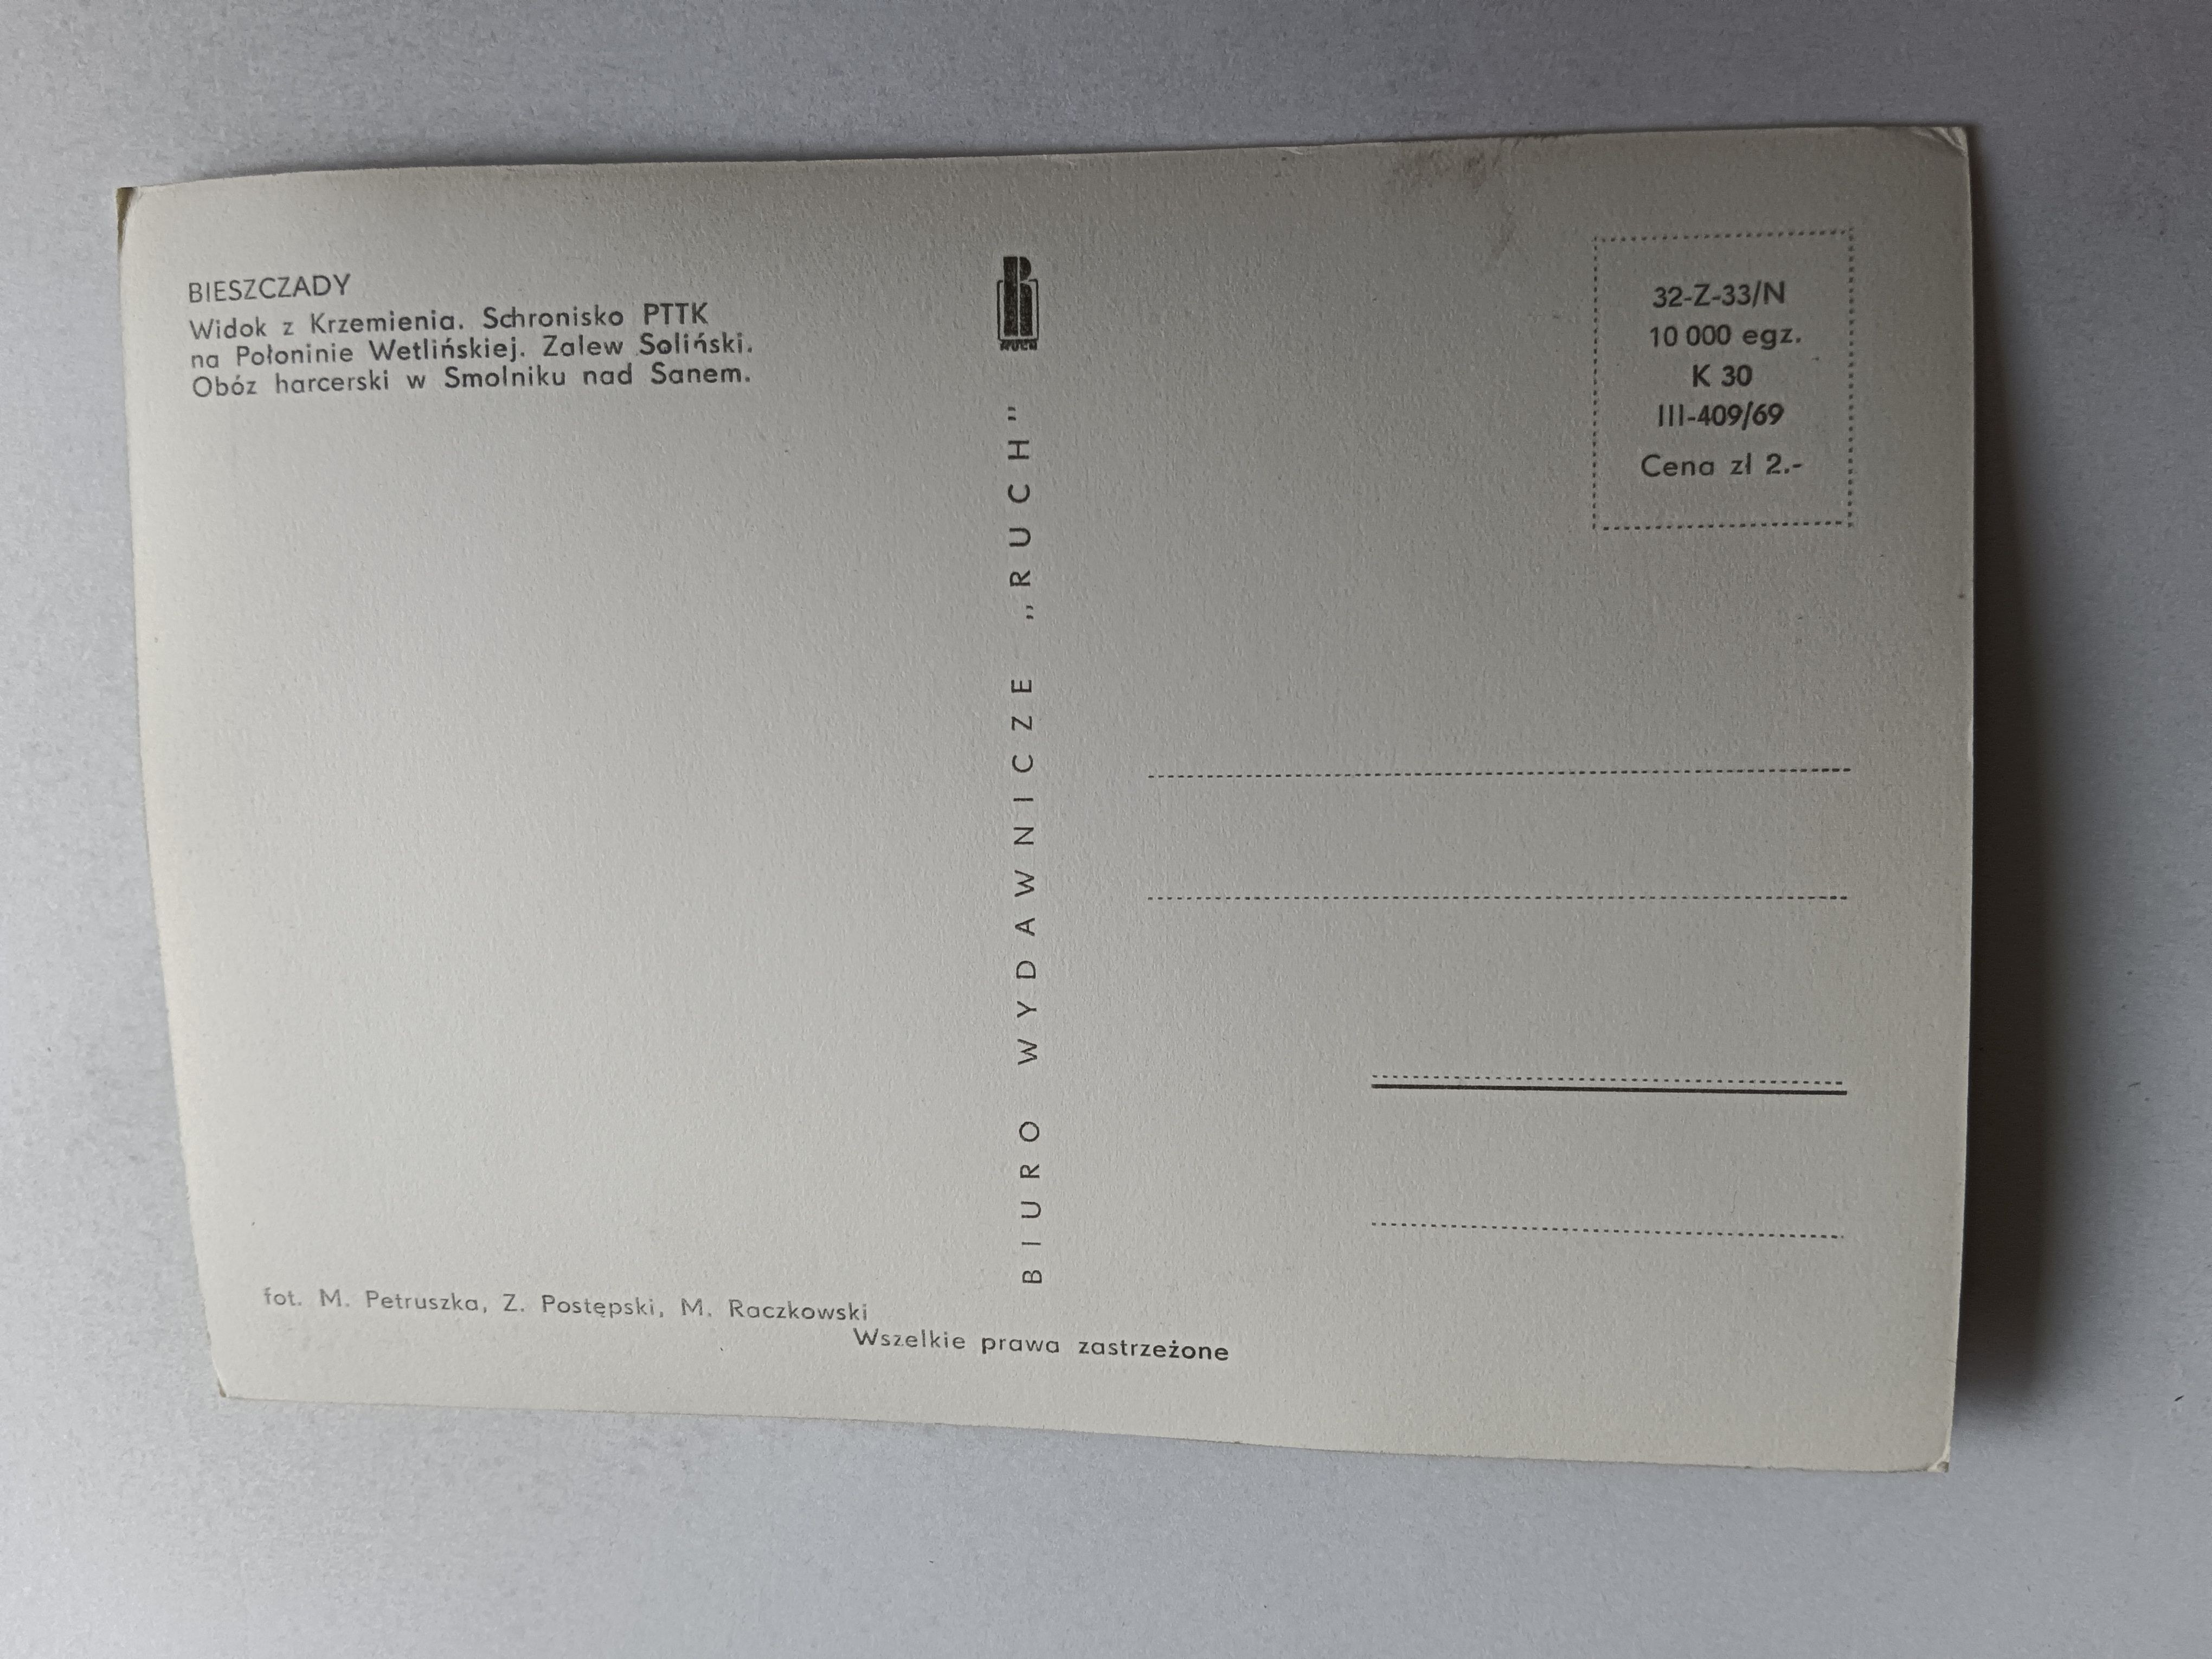 BIESZCZADY
Widok z Krzemienia. Schronisko PTTK
na Połoninie Wetlińskiej. Zalew Soliński.
Obóz harcerski w Smolniku nad Sanem.
fot. M. Petruszka, Z. Postępski, M. Raczkowski
Wszelkie prawa zastrzeżone
RUCH
BIURO WYDAWNICZE „RUCH”
32-Z-33/N
10 000 egz.
K 30
III-409/69
Cena zł 2.-